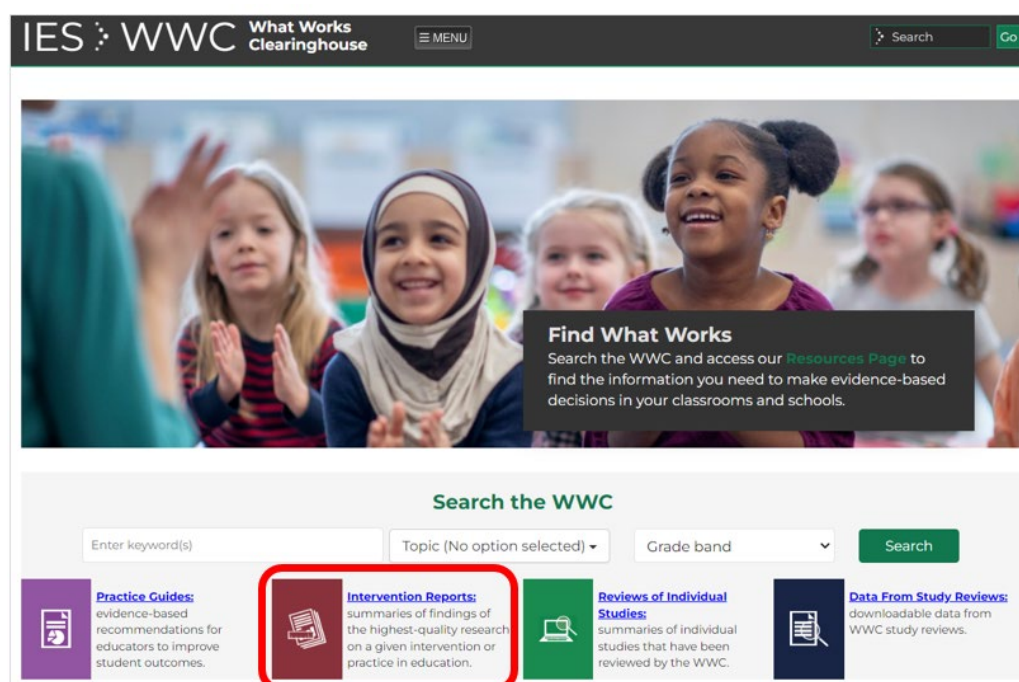 IES WWC What Works
Clearinghouse
☰ MENU
Search
Go
Find What Works
Search the WWC and access our Resources Page to
find the information you need to make evidence-based
decisions in your classrooms and schools.
Search the WWC
Enter keyword(s)
Topic (No option selected)
Grade band
Search
Practice Guides:
evidence-based
recommendations for
educators to improve
student outcomes.
Intervention Reports:
summaries of findings of
the highest-quality research
on a given intervention or
practice in education.
Reviews of Individual
Studies:
summaries of individual
studies that have been
reviewed by the WWC.
Data From Study Reviews:
downloadable data from
WWC study reviews.